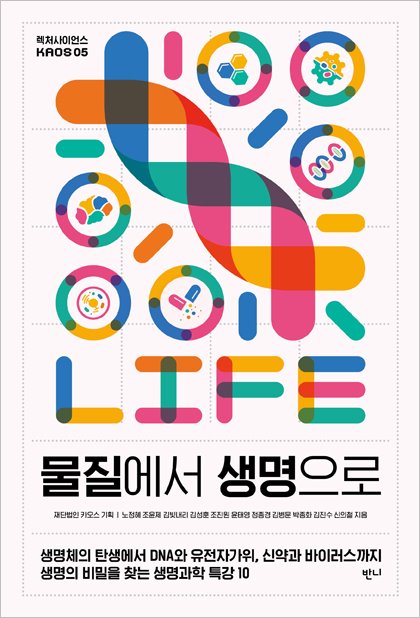 렉처사이언스
KAOS 05
LIFE
물질에서 생명으로
재단법인 카오스 기획 | 노정혜 조윤제 김빛내리 김성훈 조진원 윤태영 정종경 김범문 박종화 김진수 신의철 지음
생명체의 탄생에서 DNA와 유전자가위, 신약과 바이러스까지
생명의 비밀을 찾는 생명과학 특강 10
반니